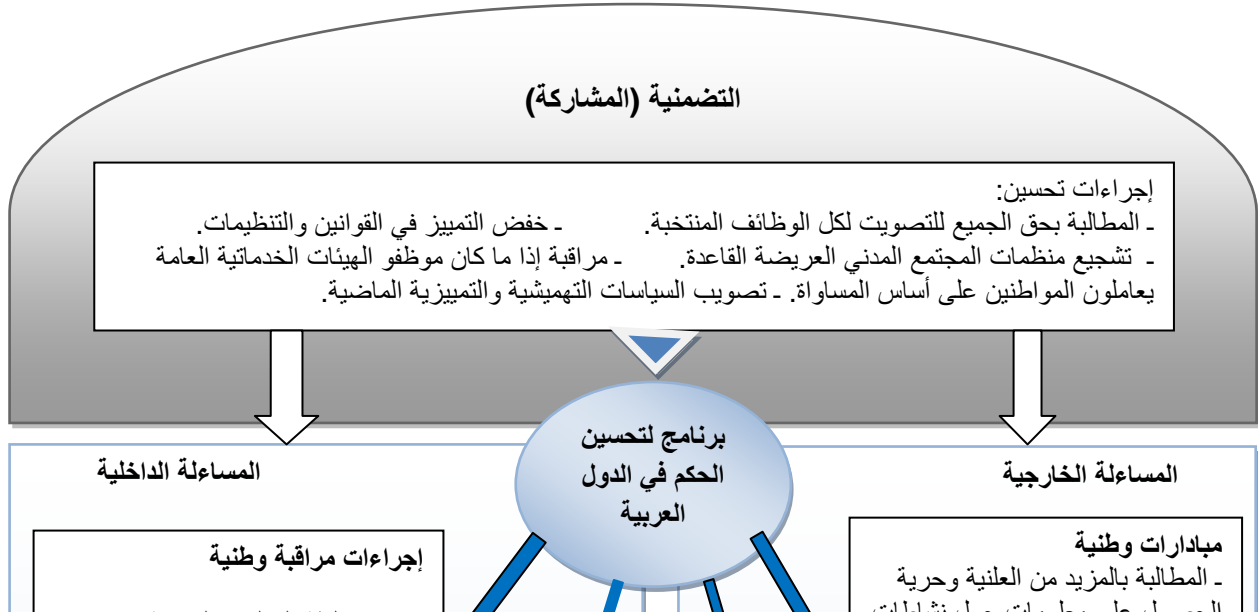 التضمنية (المشاركة)
إجراءات تحسين:
ـ المطالبة بحق الجميع للتصويت لكل الوظائف المنتخبة. ـ خفض التمييز في القوانين والتنظيمات.
ـ تشجيع منظمات المجتمع المدني العريضة القاعدة. ـ مراقبة إذا ما كان موظفو الهيئات الخدماتية العامة
يعاملون المواطنين على أساس المساواة. ـ تصويب السياسات التهميشية والتمييزية الماضية.
برنامج لتحسين
الحكم في الدول
العربية
المساءلة الخارجية
مبادارات وطنية
ـ المطالبة بالمزيد من العلنية وحرية
المساءلة الداخلية
إجراءات مراقبة وطنية